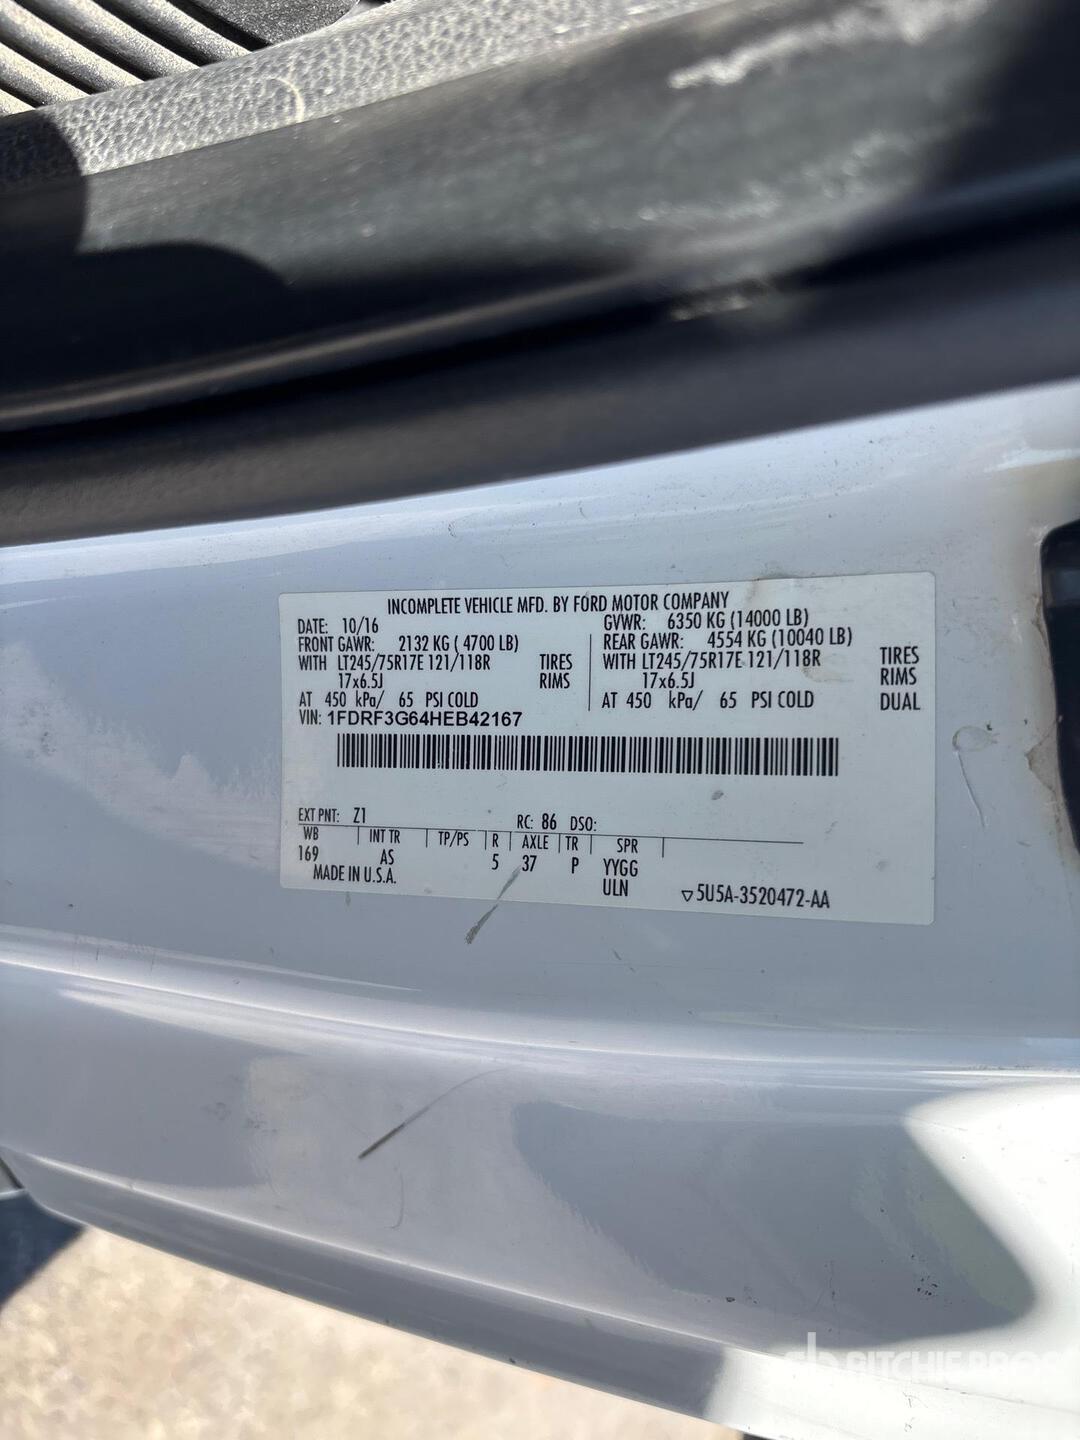 INCOMPLETE VEHICLE MFD. BY FORD MOTOR COMPANY
DATE: 10/16 GVWR: 6350 KG (14000 LB)
FRONT GAWR: 2132 KG ( 4700 LB) REAR GAWR: 4554 KG (10040 LB)
WITH LT245/75R17E 121/118R TIRES WITH LT245/75R17E 121/118R TIRES
17x6.5J RIMS 17x6.5J RIMS
AT 450 kPa/ 65 PSI COLD AT 450 kPa/ 65 PSI COLD DUAL
VIN: 1FDRF3G64HEB42167
EXT PNT: Z1 RC: 86 DSO:
WB INT TR TP/PS R AXLE TR SPR
169 AS 5 37 P YYGG
MADE IN U.S.A. ULN ▽5U5A-3520472-AA
rb RITCHIE BROS